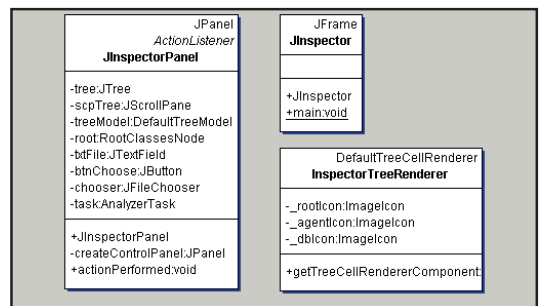 JPanel
ActionListener
JInspectorPanel
-tree:JTree
-scpTree:JScrollPane
-treeModel:DefaultTreeModel
-root:RootClassesNode
-txtFile:JTextField
-btnChoose:JButton
-chooser:JFileChooser
-task:AnalyzerTask
+JInspectorPanel
-createControlPanel:JPanel
+actionPerformed:void
JFrame
JInspector
+JInspector
+main:void
DefaultTreeCellRenderer
InspectorTreeRenderer
-_rootIcon:ImageIcon
-_agentIcon:ImageIcon
-_dbIcon:ImageIcon
+getTreeCellRendererComponent: